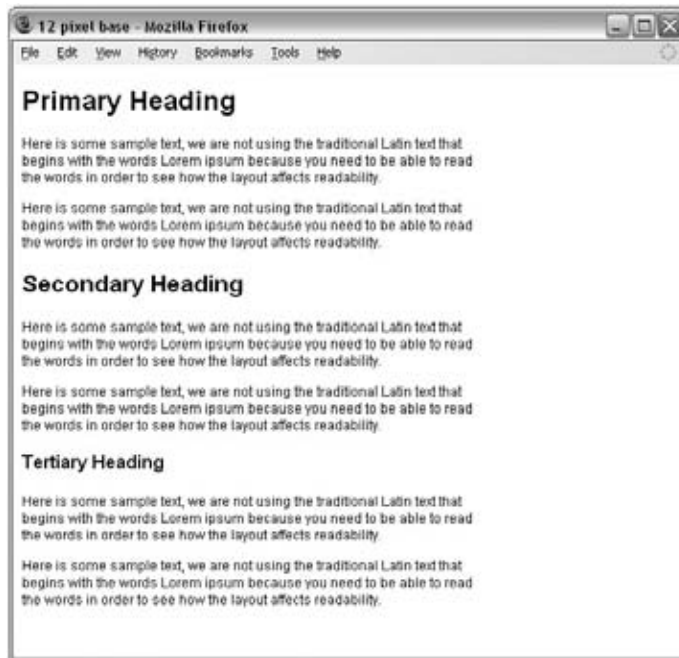 12 pixel base - Mozilla Firefox
File Edit View History Bookmarks Tools Help
Primary Heading
Here is some sample text, we are not using the traditional Latin text that
begins with the words Lorem ipsum because you need to be able to read
the words in order to see how the layout affects readability.
Here is some sample text, we are not using the traditional Latin text that
begins with the words Lorem ipsum because you need to be able to read
the words in order to see how the layout affects readability.
Secondary Heading
Here is some sample text, we are not using the traditional Latin text that
begins with the words Lorem ipsum because you need to be able to read
the words in order to see how the layout affects readability.
Here is some sample text, we are not using the traditional Latin text that
begins with the words Lorem ipsum because you need to be able to read
the words in order to see how the layout affects readability.
Tertiary Heading
Here is some sample text, we are not using the traditional Latin text that
begins with the words Lorem ipsum because you need to be able to read
the words in order to see how the layout affects readability.
Here is some sample text, we are not using the traditional Latin text that
begins with the words Lorem ipsum because you need to be able to read
the words in order to see how the layout affects readability.